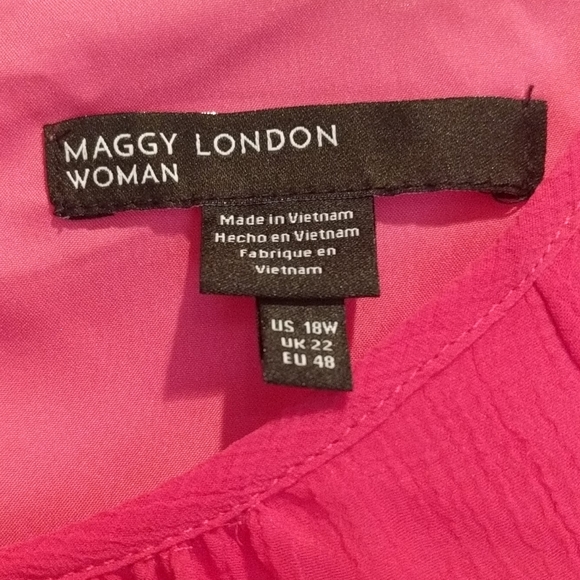 MAGGY LONDON
WOMAN
Made in Vietnam
Hecho en Vietnam
Fabrique en
Vietnam
US 18W
UK 22
EU 48